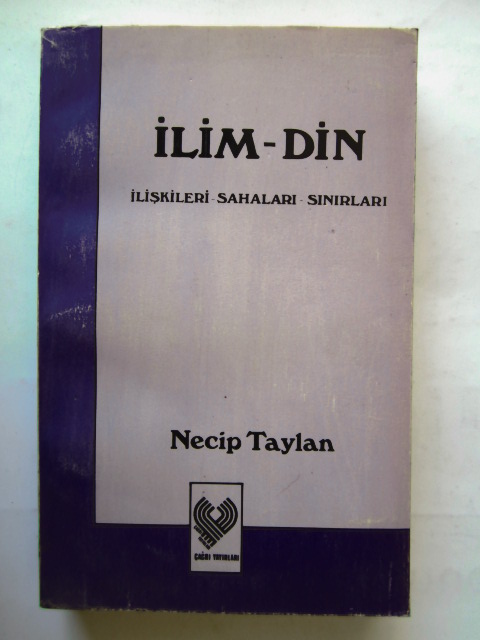 İLİM-DİN
İLİŞKİLERİ - SAHALARI - SINIRLARI
Necip Taylan
ÇAĞRI YAYINLARI